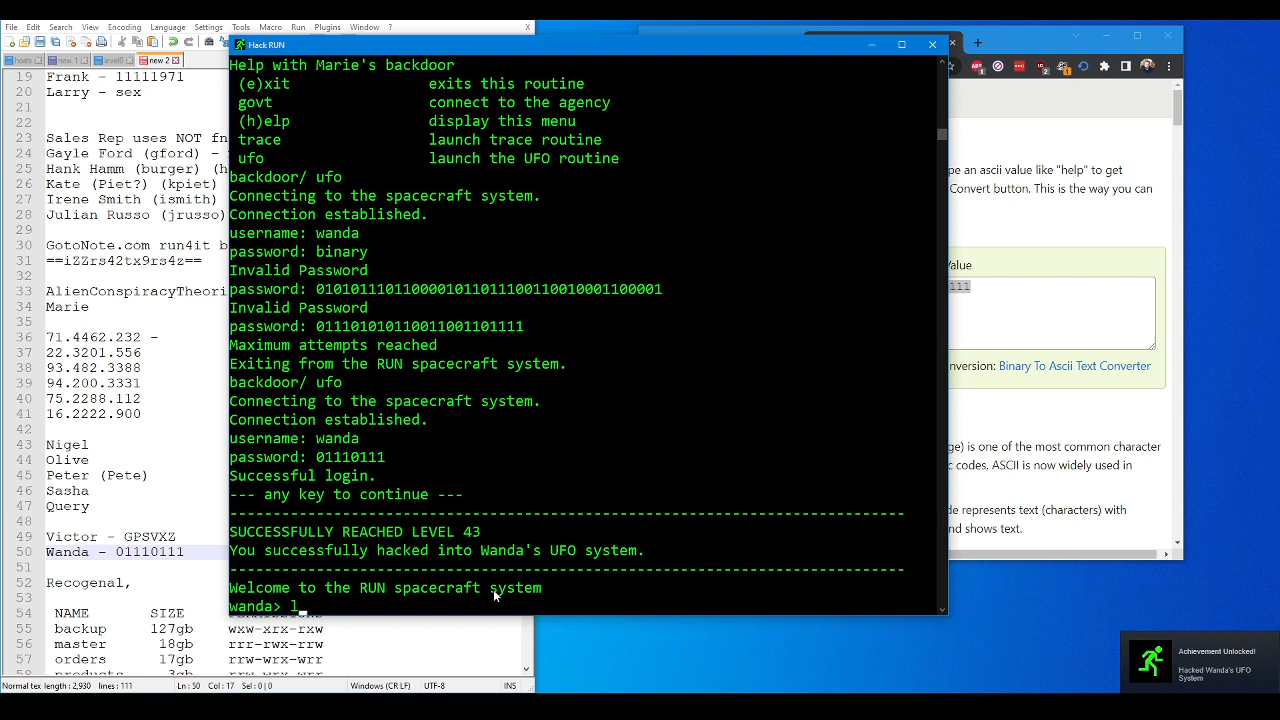 File Edit Search View Encoding Language Settings Tools Macro Run Plugins Window ? X
hosts new 1 level0 new 2
19 Frank - 11111971
20 Larry - sex
21
22
23 Sales Rep uses NOT fn
24 Gayle Ford (gford) -
25 Hank Hamm (burger) (h
26 Kate (Piet?) (kpiet)
27 Irene Smith (ismith)
28 Julian Russo (jrusso)
29
30 GotoNote.com run4it b
31 ==iZZrs42tx9rs4z==
32
33 AlienConspiracyTheori
34 Marie
35
36 71.4462.232 -
37 22.3201.556
38 93.482.3388
39 94.200.3331
40 75.2288.112
41 16.2222.900
42
43 Nigel
44 Olive
45 Peter (Pete)
46 Sasha
47 Query
48
49 Victor - GPSVXZ
50 Wanda - 01110111
51
52 Recogenal,
53
54 NAME SIZE
55 backup 127gb wxw-xrx-rxw
56 master 18gb rrr-rwx-rrw
57 orders 17gb rrw-wrx-wrr
Normal text length : 2,930 lines : 111 Ln : 50 Col : 17 Sel : 0 | 0 Windows (CR LF) UTF-8 INS
Hack RUN
Help with Marie's backdoor
(e)xit exits this routine
govt connect to the agency
(h)elp display this menu
trace launch trace routine
ufo launch the UFO routine
backdoor/ ufo
Connecting to the spacecraft system.
Connection established.
username: wanda
password: binary
Invalid Password
password: 0101011101100001011011100110010001100001
Invalid Password
password: 011101010110011001101111
Maximum attempts reached
Exiting from the RUN spacecraft system.
backdoor/ ufo
Connecting to the spacecraft system.
Connection established.
username: wanda
password: 01110111
Successful login.
--- any key to continue ---
SUCCESSFULLY REACHED LEVEL 43
You successfully hacked into Wanda's UFO system.
Welcome to the RUN spacecraft system
wanda> l
pe an ascii value like "help" to get
Convert button. This is the way you can
Value
111
nversion: Binary To Ascii Text Converter
ge) is one of the most common character
c codes, ASCII is now widely used in
de represents text (characters) with
and shows text.
Achievement Unlocked!
Hacked Wanda's UFO
System